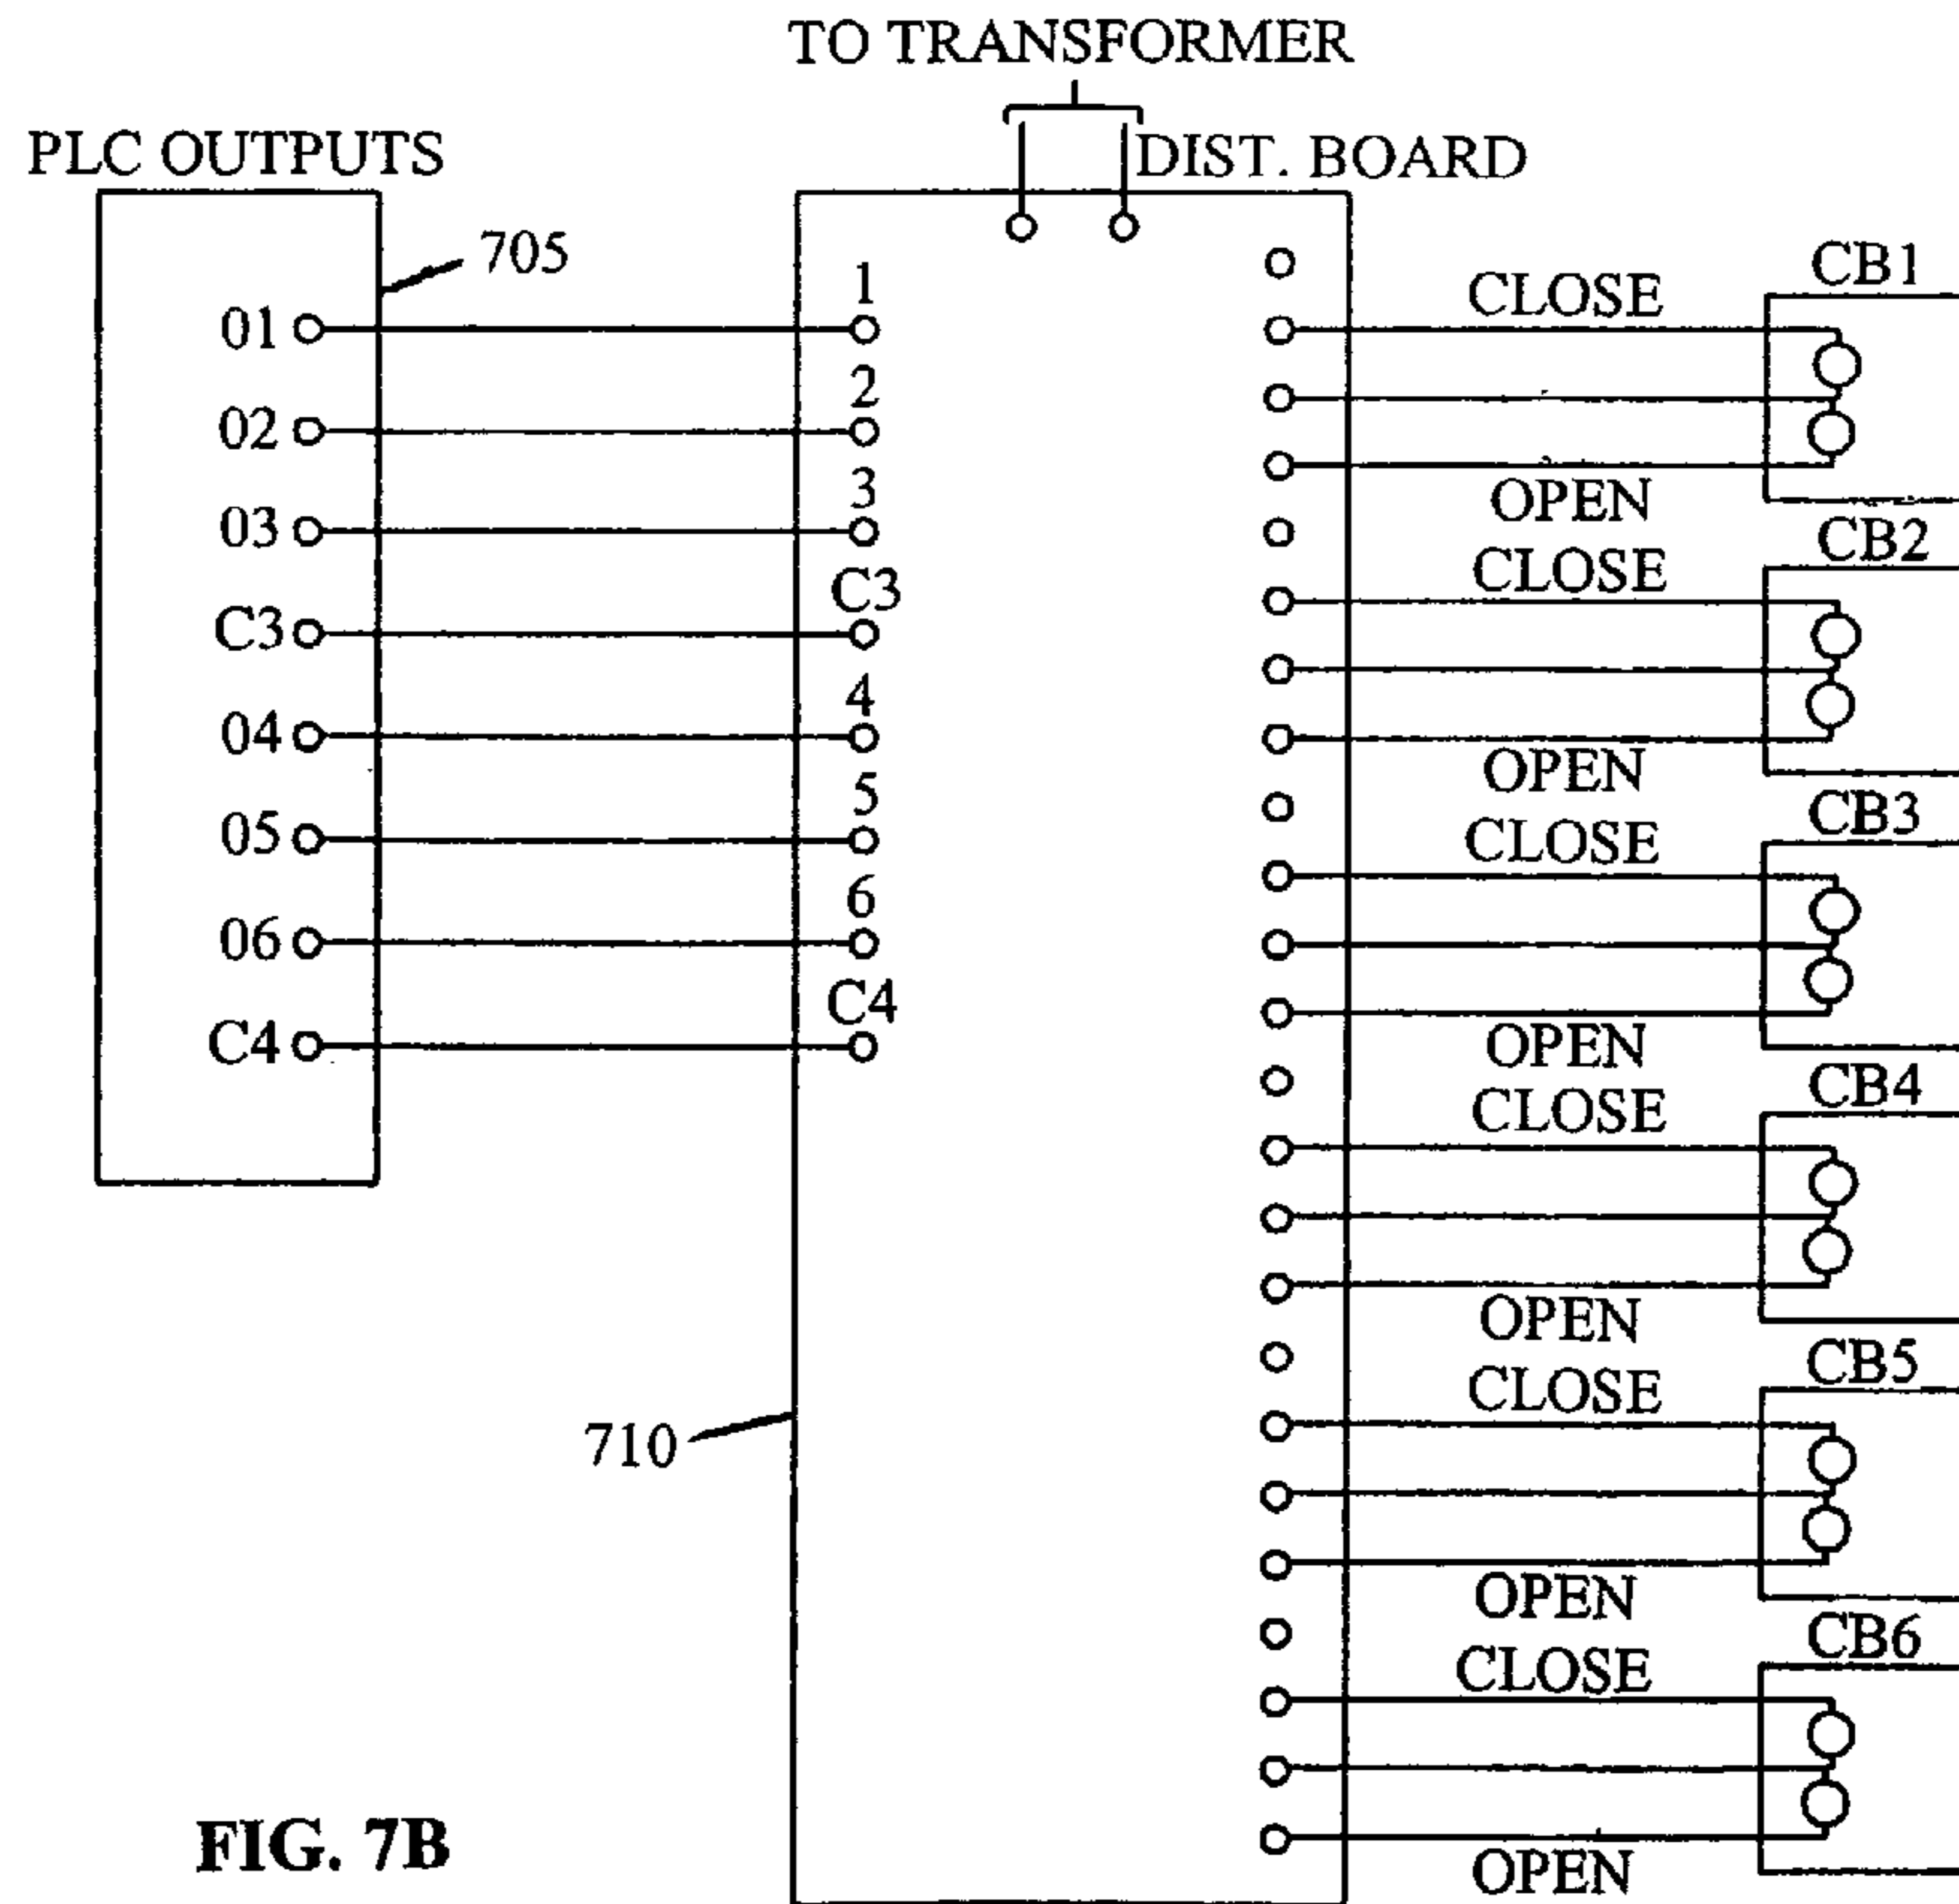 TO TRANSFORMER
PLC OUTPUTS
DIST. BOARD
705
01
02
03
C3
04
05
06
C4
1
2
3
C3
4
5
6
C4
710
CB1
CLOSE
OPEN
CB2
CLOSE
OPEN
CB3
CLOSE
OPEN
CB4
CLOSE
OPEN
CB5
CLOSE
OPEN
CB6
CLOSE
OPEN
FIG. 7B